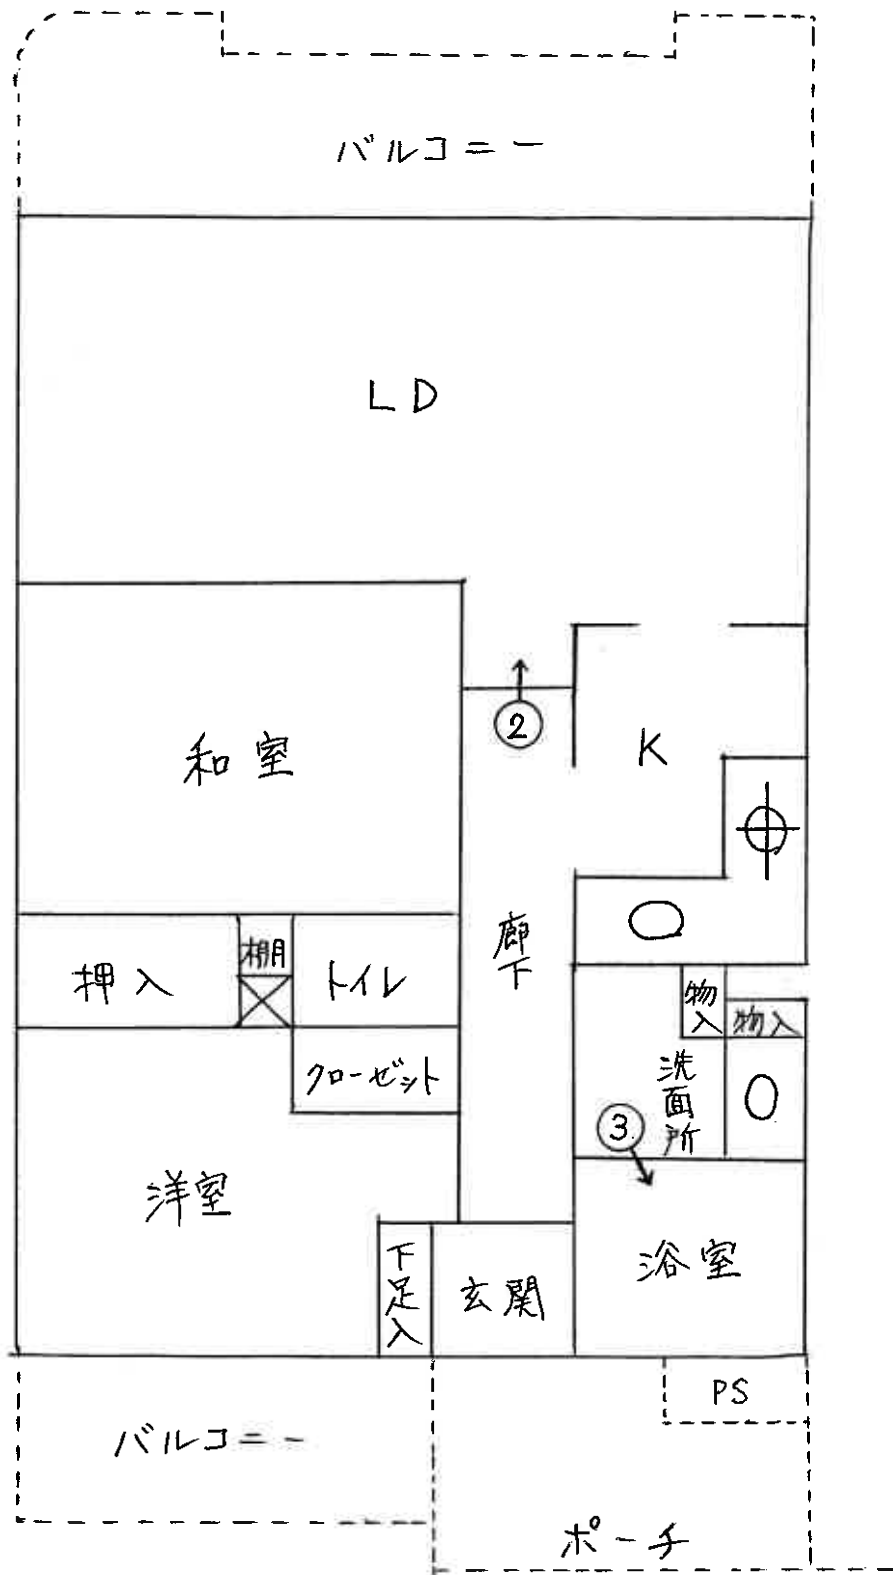 バルコニー
LD
②
K
和室
廊下
押入
棚
トイレ
物入
物入
クローゼット
洗面所
③
洋室
下足入
玄関
浴室
PS
バルコニー
ポーチ